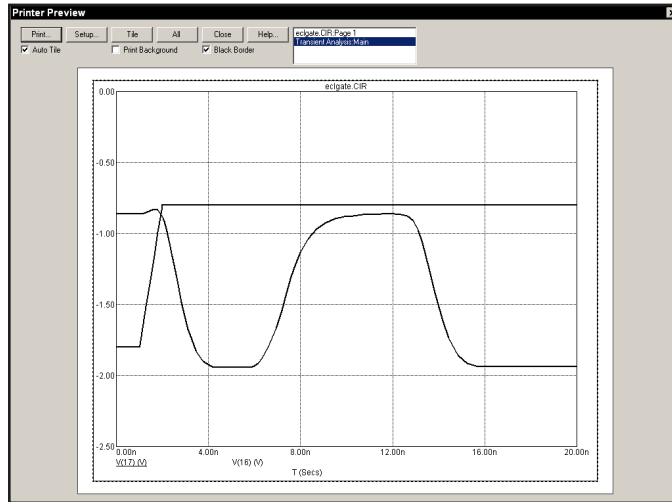 Printer Preview
Print... Setup... Tile All Close Help...
eclgate.CIR:Page 1
Transient Analysis:Main
Auto Tile Print Background Black Border
eclgate.CIR
0.00
-0.50
-1.00
-1.50
-2.00
-2.50
0.00n 4.00n 8.00n 12.00n 16.00n 20.00n
V(17) (V) V(16) (V)
T (Secs)